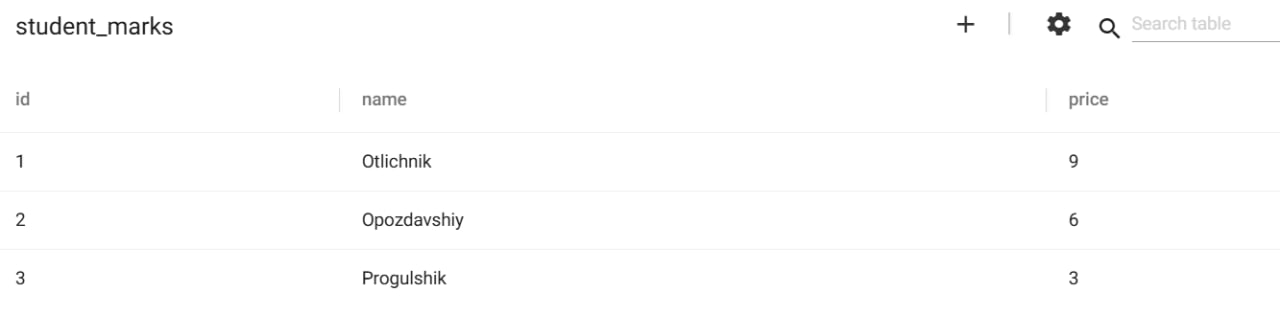 student_marks
Search table
id name price
1 Otlichnik 9
2 Opozdavshiy 6
3 Progulshik 3